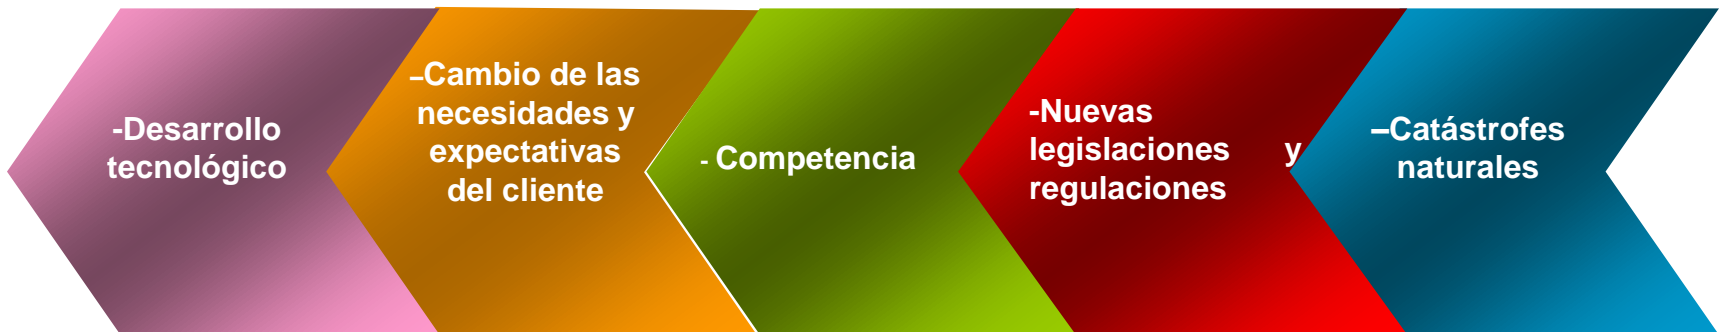 -Desarrollo
tecnológico
–Cambio de las
necesidades y
expectativas
del cliente
- Competencia
-Nuevas
legislaciones y
regulaciones
–Catástrofes
naturales